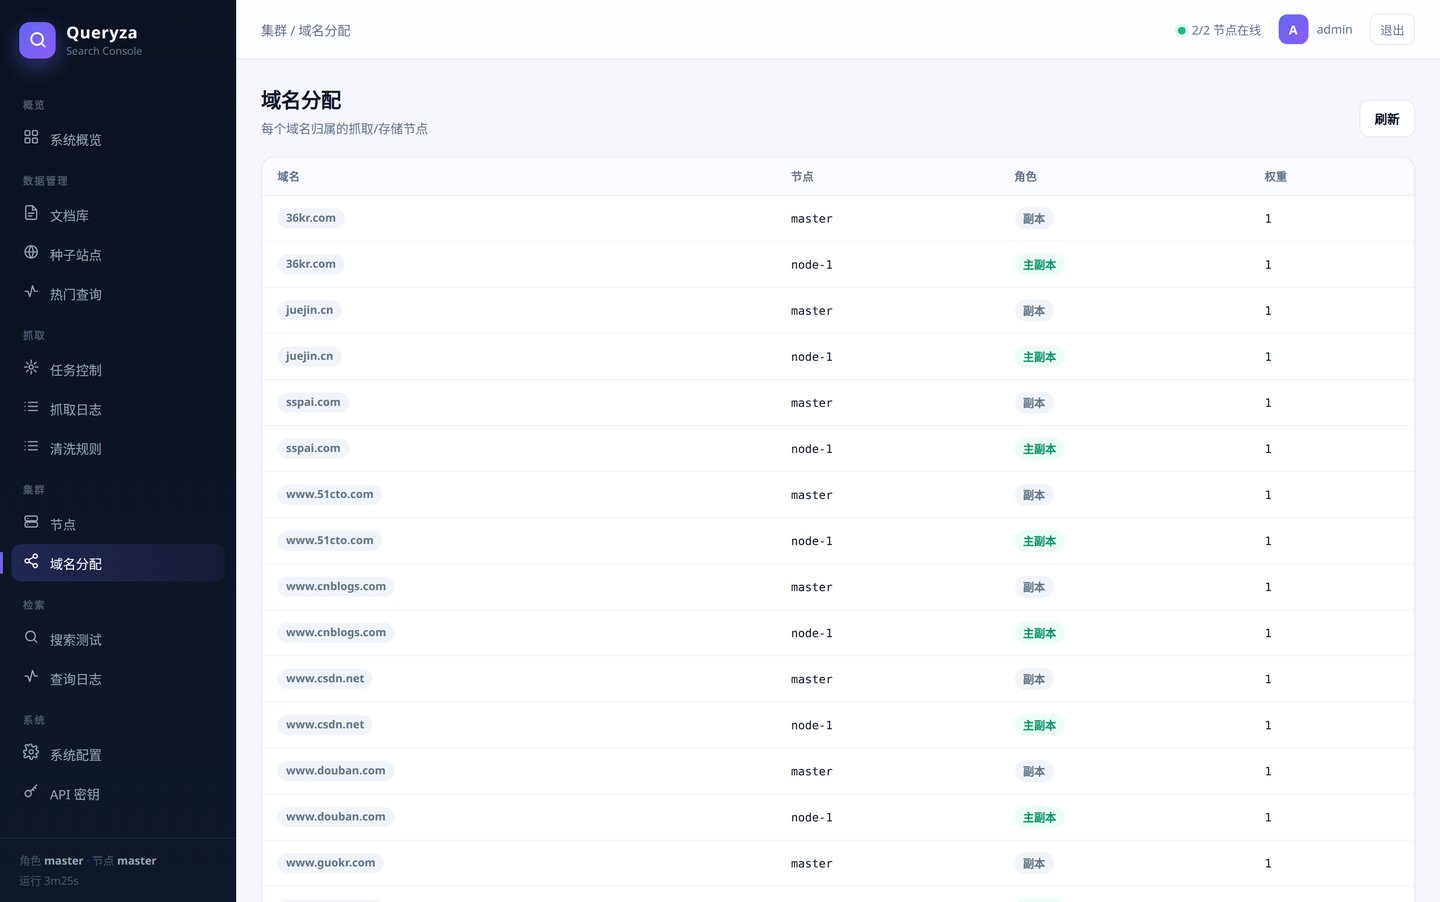 Queryza
Search Console
概览
系统概览
数据管理
文档库
种子站点
热门查询
抓取
任务控制
抓取日志
清洗规则
集群
节点
域名分配
检索
搜索测试
查询日志
系统
系统配置
API 密钥
角色 master · 节点 master
运行 3m25s
集群 / 域名分配
2/2 节点在线
A
admin
退出
域名分配
每个域名归属的抓取/存储节点
刷新
域名 节点 角色 权重
36kr.com master 副本 1
36kr.com node-1 主副本 1
juejin.cn master 副本 1
juejin.cn node-1 主副本 1
sspai.com master 副本 1
sspai.com node-1 主副本 1
www.51cto.com master 副本 1
www.51cto.com node-1 主副本 1
www.cnblogs.com master 副本 1
www.cnblogs.com node-1 主副本 1
www.csdn.net master 副本 1
www.csdn.net node-1 主副本 1
www.douban.com master 副本 1
www.douban.com node-1 主副本 1
www.guokr.com master 副本 1